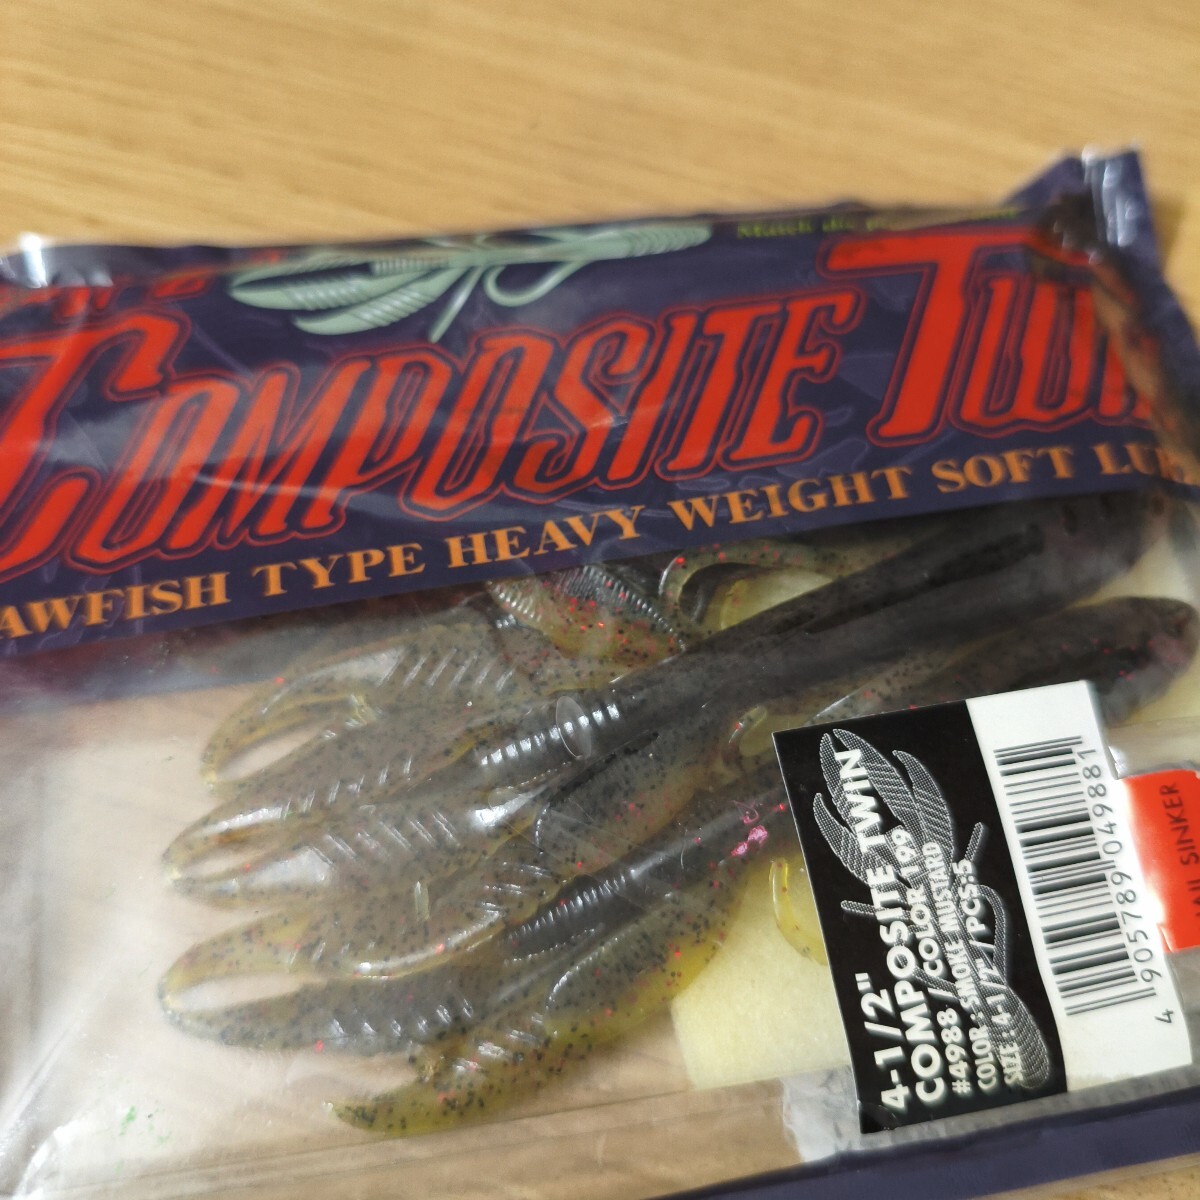 COMPOSITE TWIN
AWFISH TYPE HEAVY WEIGHT SOFT LU
4-1/2"
COMPOSITE TWIN
#4988 / COLOR 199
COLOR : SMOKE MUSTARD
SIZE : 4-1/2" / PCS:5
4 905789 049881
SINKER